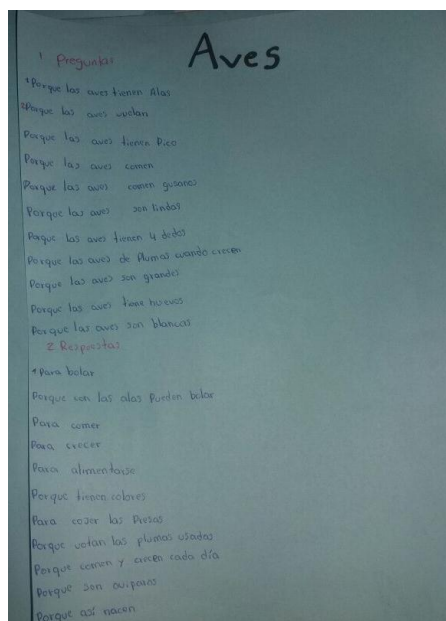 Aves
1 Preguntas
*Porque las aves tienen Alas
*Porque las aves vuelan
Porque las aves tienen Pico
Porque las aves comen
Porque las aves comen gusanos
Porque las aves son lindas
Porque las aves tienen 4 dedos
Porque las aves de Plumas cuando crecen
Porque las aves son grandes
Porque las aves tiene huevos
Porque las aves son blancas
2 Respuestas
*Para bolar
Porque con las alas Pueden bolar
Para comer
Para crecer
Para alimentarse
Porque tienen colores
Para coser las Presas
Porque votan las plumas usadas
Porque comen y crecen cada día
Porque son oviparos
Porque así nacen